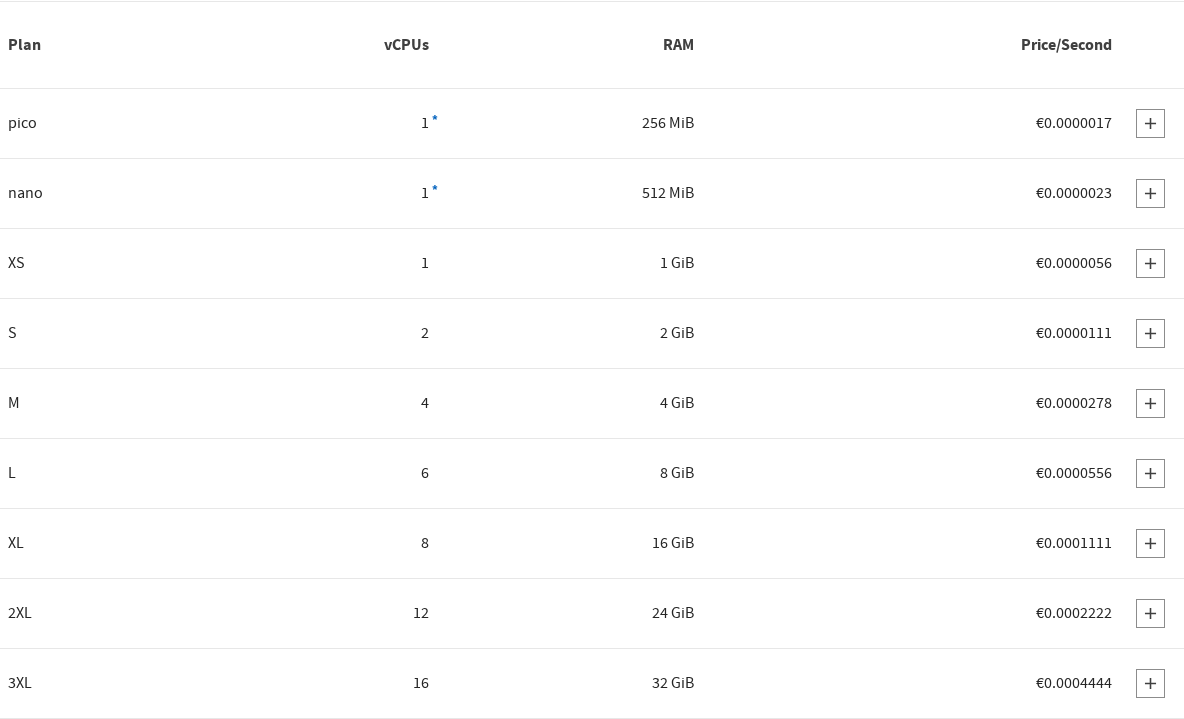 Plan vCPUs RAM Price/Second
pico 1 * 256 MiB €0.0000017 +
nano 1 * 512 MiB €0.0000023 +
XS 1 1 GiB €0.0000056 +
S 2 2 GiB €0.0000111 +
M 4 4 GiB €0.0000278 +
L 6 8 GiB €0.0000556 +
XL 8 16 GiB €0.0001111 +
2XL 12 24 GiB €0.0002222 +
3XL 16 32 GiB €0.0004444 +